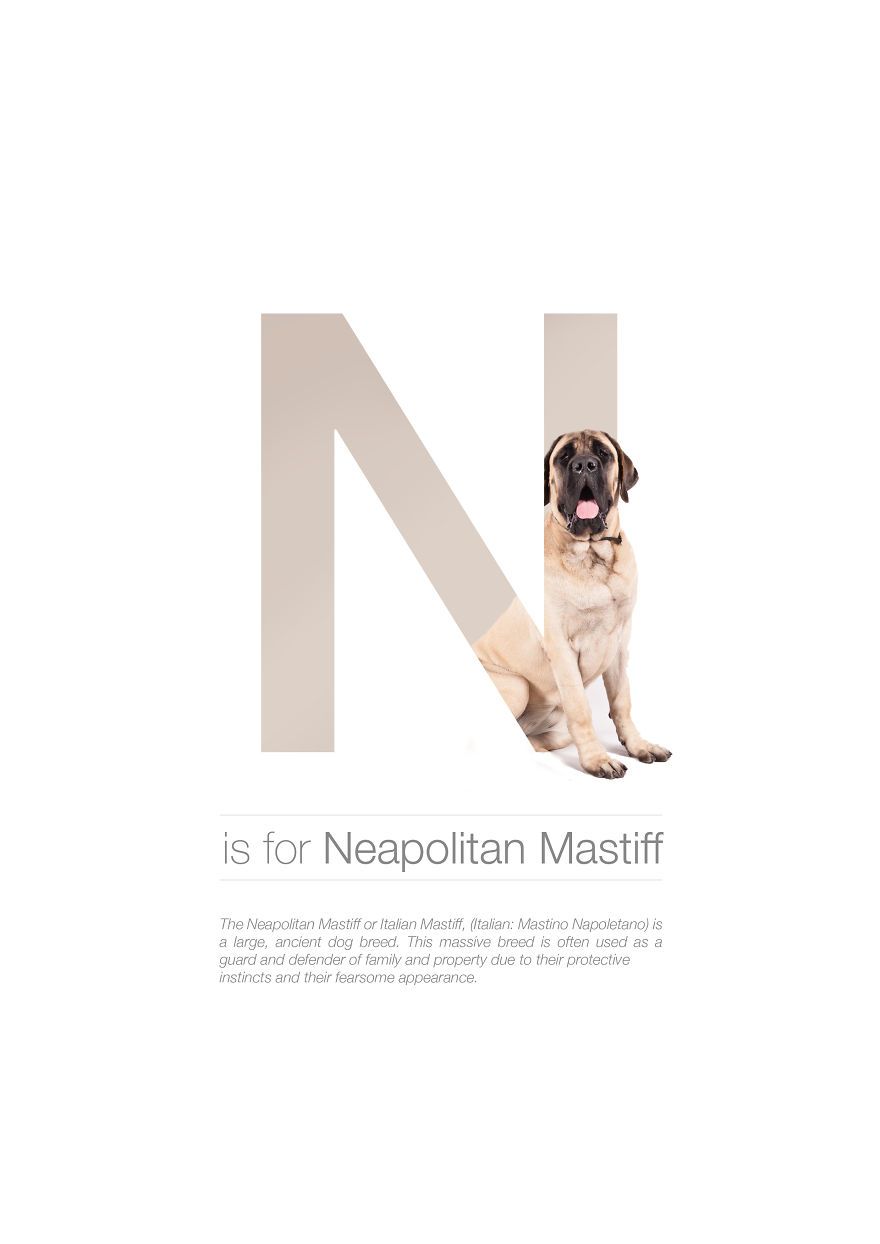 N
is for Neapolitan Mastiff
The Neapolitan Mastiff or Italian Mastiff, (Italian: Mastino Napoletano) is
a large, ancient dog breed. This massive breed is often used as a
guard and defender of family and property due to their protective
instincts and their fearsome appearance.